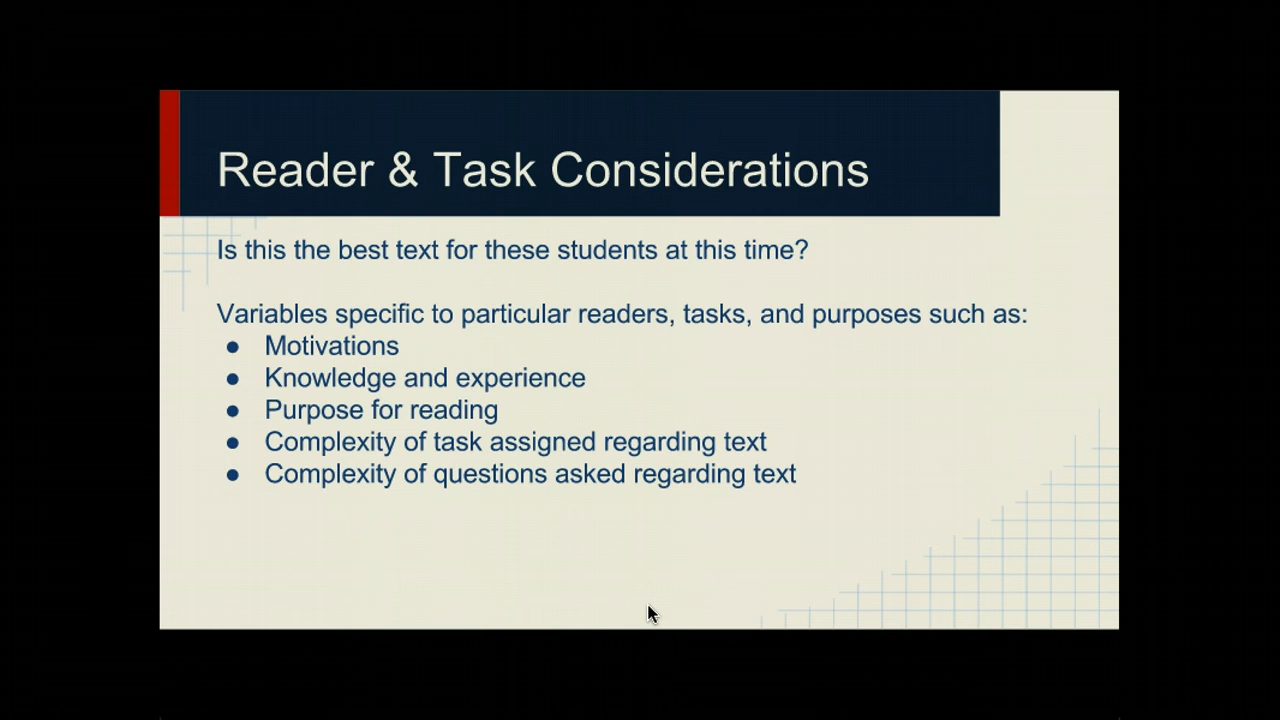 Reader & Task Considerations
Is this the best text for these students at this time?
Variables specific to particular readers, tasks, and purposes such as:
● Motivations
● Knowledge and experience
● Purpose for reading
● Complexity of task assigned regarding text
● Complexity of questions asked regarding text